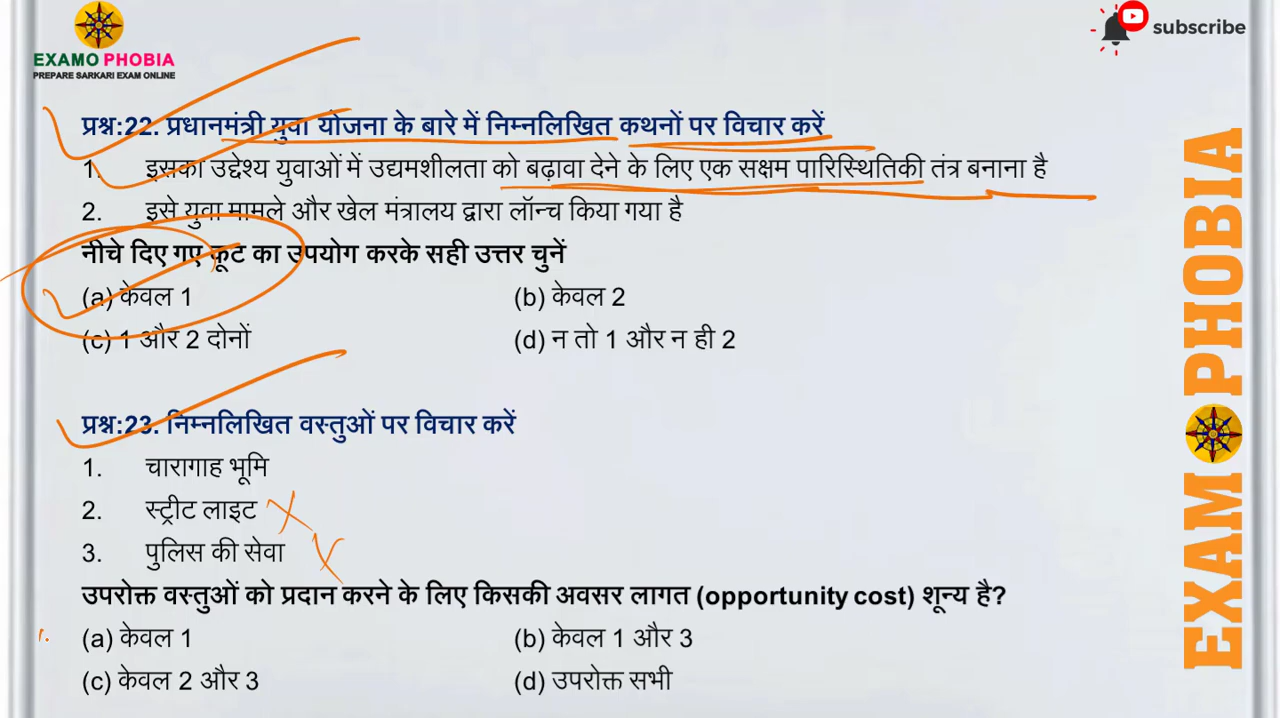 EXAMO PHOBIA
PREPARE SARKARI EXAM ONLINE
subscribe
प्रश्न:22. प्रधानमंत्री युवा योजना के बारे में निम्नलिखित कथनों पर विचार करें
1. इसका उद्देश्य युवाओं में उद्यमशीलता को बढ़ावा देने के लिए एक सक्षम पारिस्थितिकी तंत्र बनाना है
2. इसे युवा मामले और खेल मंत्रालय द्वारा लॉन्च किया गया है
नीचे दिए गए कूट का उपयोग करके सही उत्तर चुनें
(a) केवल 1 (b) केवल 2
(c) 1 और 2 दोनों (d) न तो 1 और न ही 2
प्रश्न:23. निम्नलिखित वस्तुओं पर विचार करें
1. चारागाह भूमि
2. स्ट्रीट लाइट
3. पुलिस की सेवा
उपरोक्त वस्तुओं को प्रदान करने के लिए किसकी अवसर लागत (opportunity cost) शून्य है?
(a) केवल 1 (b) केवल 1 और 3
(c) केवल 2 और 3 (d) उपरोक्त सभी
EXAM PHOBIA